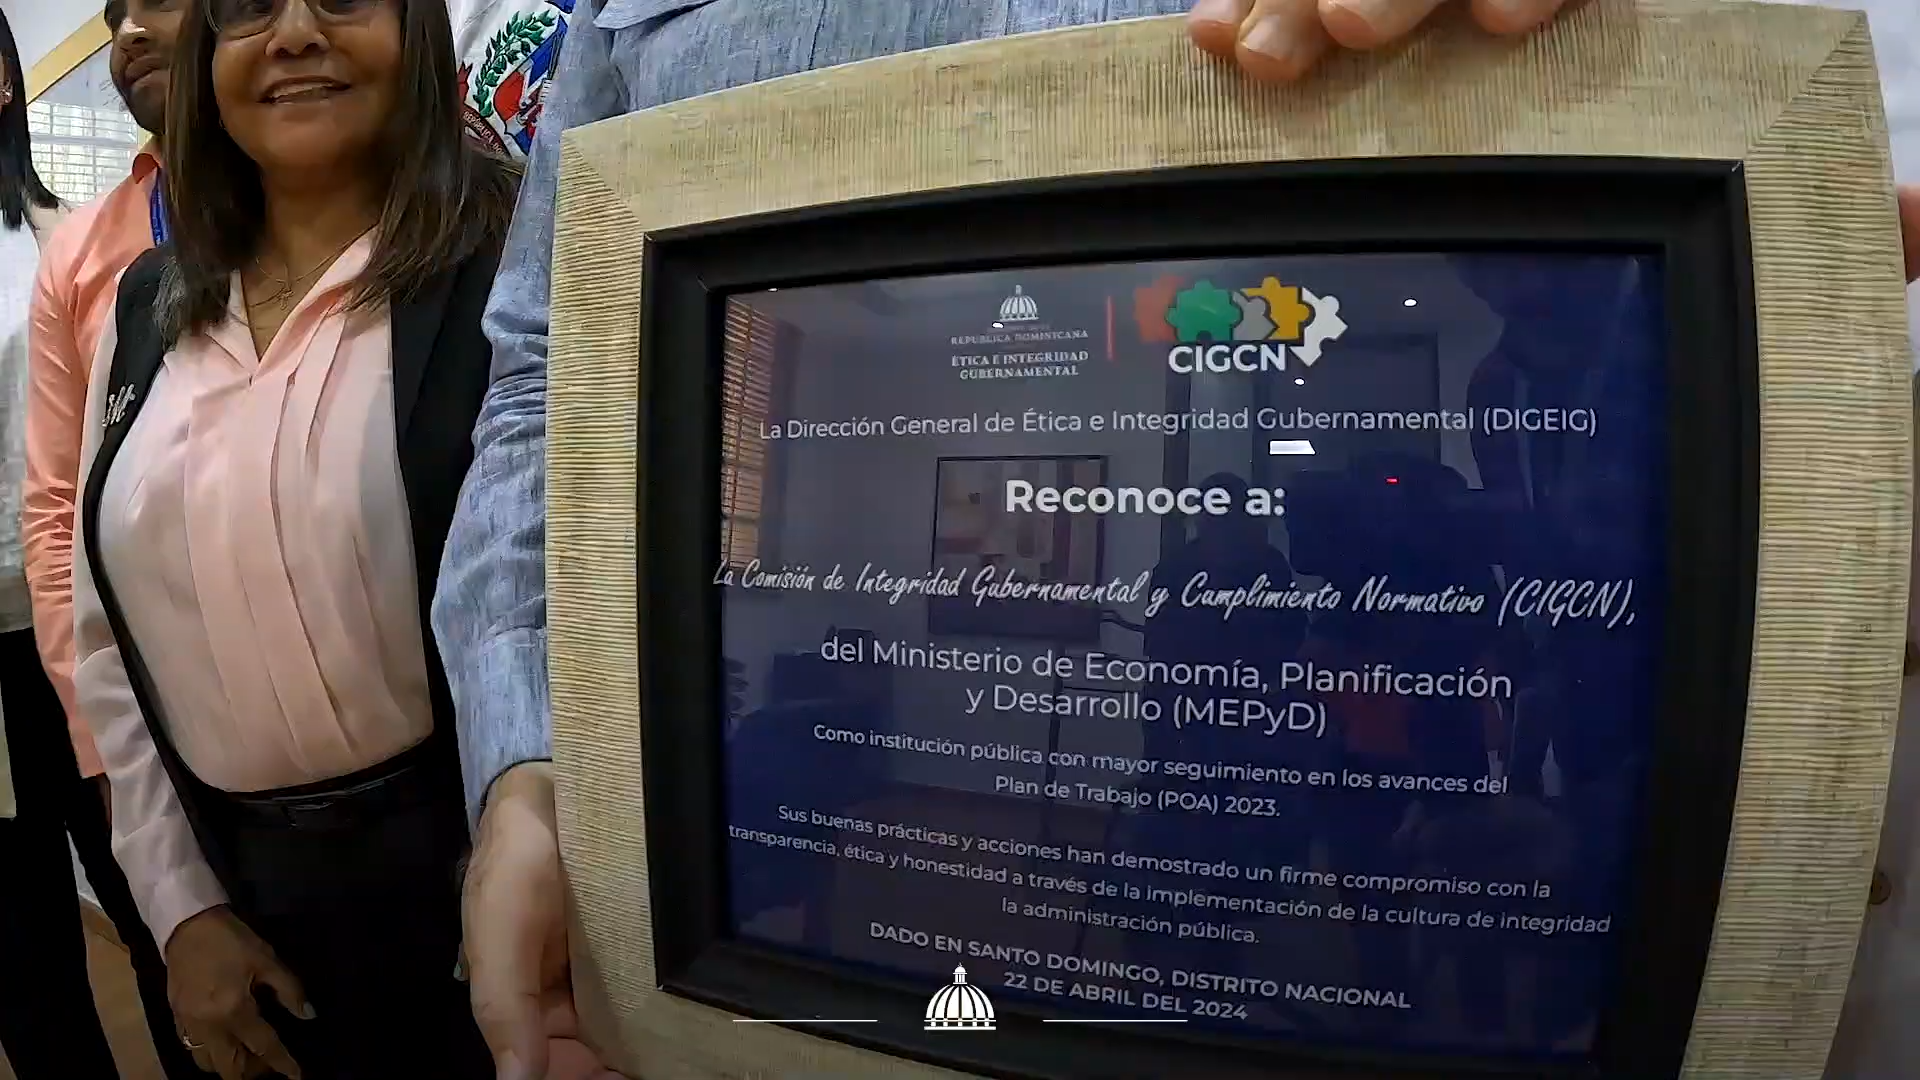 REPÚBLICA DOMINICANA
ÉTICA E INTEGRIDAD
GUBERNAMENTAL
CIGCN
La Dirección General de Ética e Integridad Gubernamental (DIGEIG)
Reconoce a:
La Comisión de Integridad Gubernamental y Cumplimiento Normativo (CIGCN),
del Ministerio de Economía, Planificación
y Desarrollo (MEPyD)
Como institución pública con mayor seguimiento en los avances del
Plan de Trabajo (POA) 2023.
Sus buenas prácticas y acciones han demostrado un firme compromiso con la
transparencia, ética y honestidad a través de la implementación de la cultura de integridad
la administración pública.
DADO EN SANTO DOMINGO, DISTRITO NACIONAL
22 DE ABRIL DEL 2024